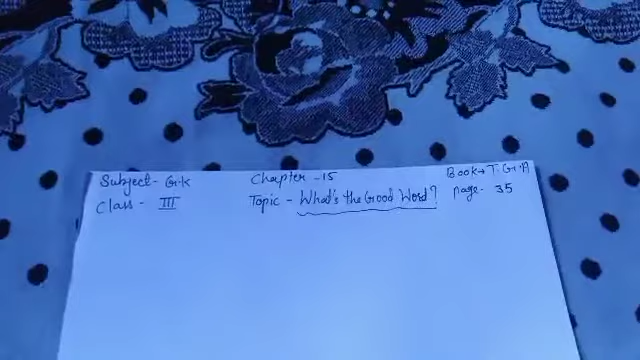 Subject - G.K Chapter - 15 Book → T.G.A
Class - III Topic - What's the Good Word? page - 35